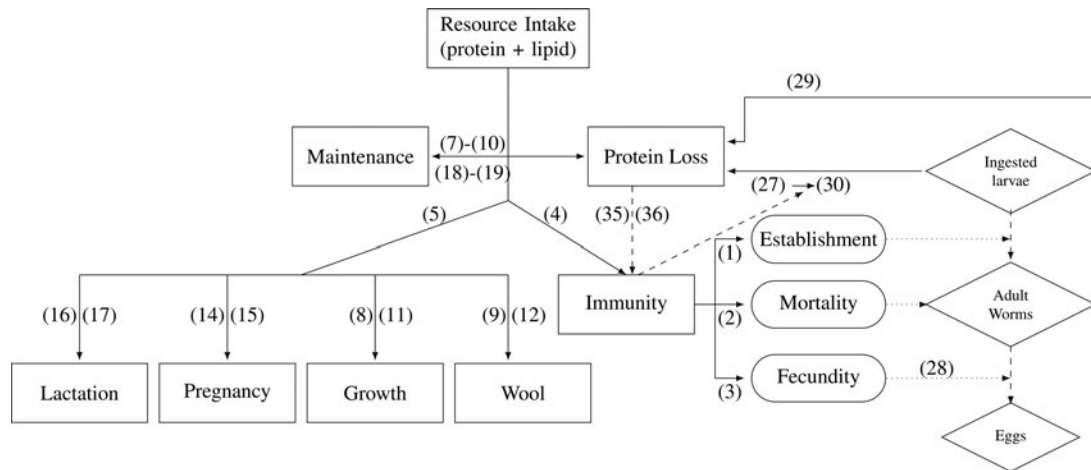 Resource Intake
(protein + lipid)
(29)
Maintenance
(7)-(10)
(18)-(19)
Protein Loss
Ingested
larvae
(27)
(30)
(5)
(4)
(35)
(36)
Establishment
(1)
Immunity
(2)
Mortality
Adult
Worms
(16)
(17)
(14)
(15)
(8)
(11)
(9)
(12)
(3)
Fecundity
(28)
Lactation
Pregnancy
Growth
Wool
Eggs